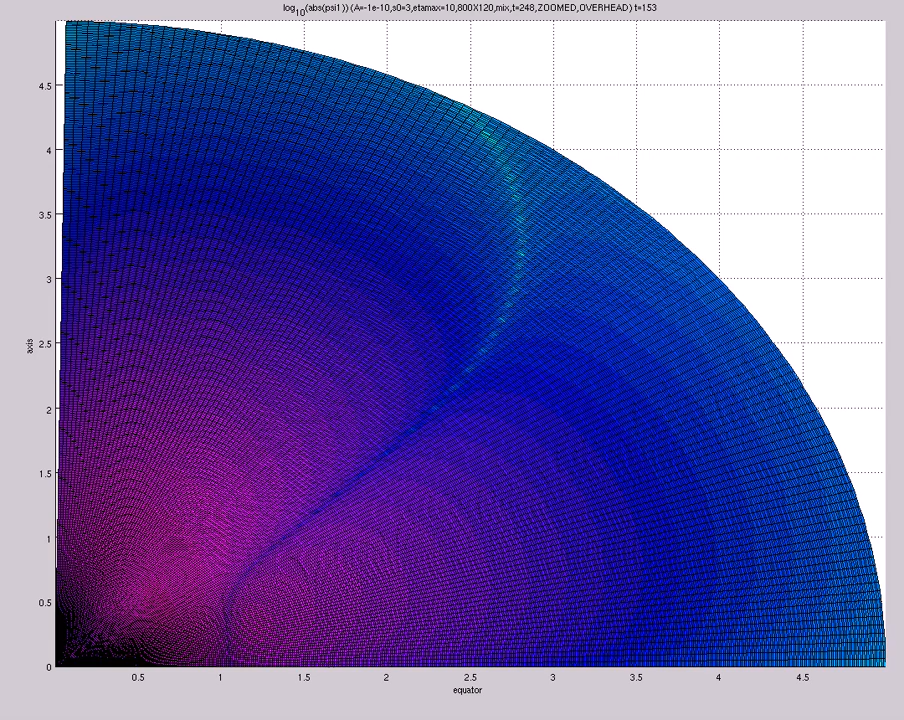 log10(abs(psi1)) (A=-1e-10,s0=3,etamax=10,800X120,mix,t=248,ZOOMED,OVERHEAD) t=153
4.5
4
3.5
3
2.5
axis
2
1.5
1
0.5
0
0.5 1 1.5 2 2.5 3 3.5 4 4.5
equator